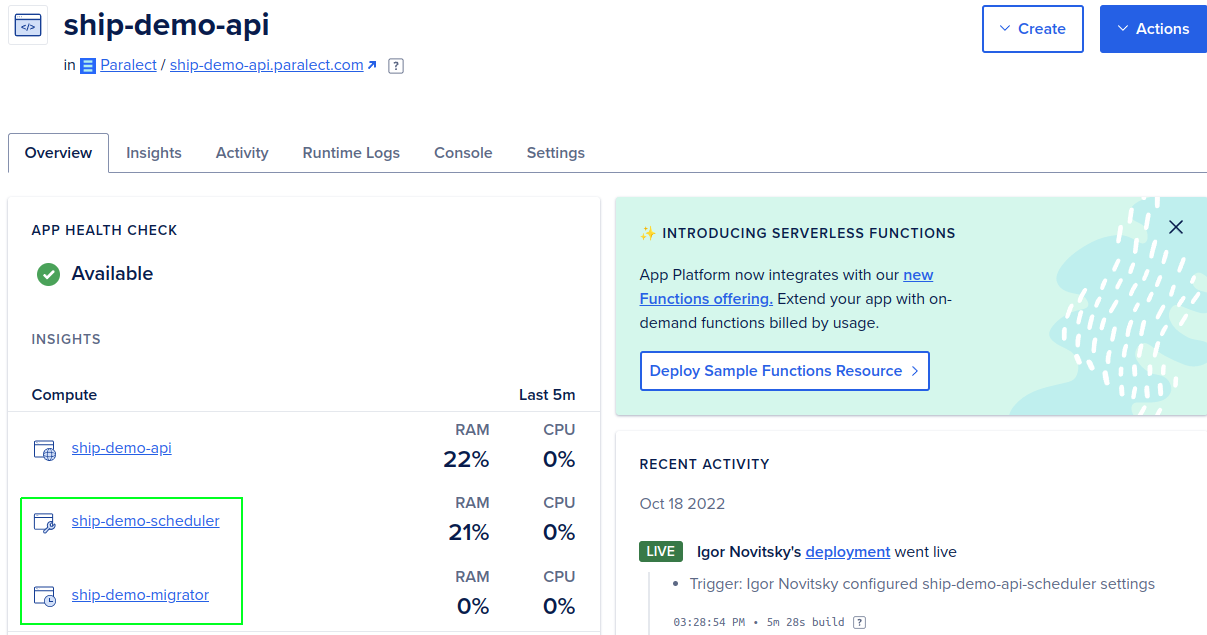 ship-demo-api
Create
Actions
in Paralect / ship-demo-api.paralect.com ?
Overview Insights Activity Runtime Logs Console Settings
APP HEALTH CHECK
Available
INSIGHTS
Compute Last 5m
ship-demo-api
RAM CPU
22% 0%
ship-demo-scheduler
RAM CPU
21% 0%
ship-demo-migrator
RAM CPU
0% 0%
✨ INTRODUCING SERVERLESS FUNCTIONS
App Platform now integrates with our new
Functions offering. Extend your app with on-
demand functions billed by usage.
Deploy Sample Functions Resource
RECENT ACTIVITY
Oct 18 2022
LIVE Igor Novitsky's deployment went live
• Trigger: Igor Novitsky configured ship-demo-api-scheduler settings
03:28:54 PM • 5m 28s build ?